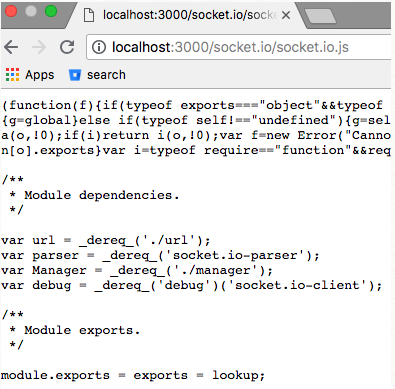 localhost:3000/socket.io/socket.io
localhost:3000/socket.io/socket.io.js
Apps search
(function(f){if(typeof exports==="object"&&typeof
{g=global}else if(typeof self!=="undefined"){g=sel
a(o,!0);if(i)return i(o,!0);var f=new Error("Canno
n[o].exports}var i=typeof require=="function"&&req
/**
* Module dependencies.
*/
var url = _dereq_('./url');
var parser = _dereq_('socket.io-parser');
var Manager = _dereq_('./manager');
var debug = _dereq_('debug')('socket.io-client');
/**
* Module exports.
*/
module.exports = exports = lookup;